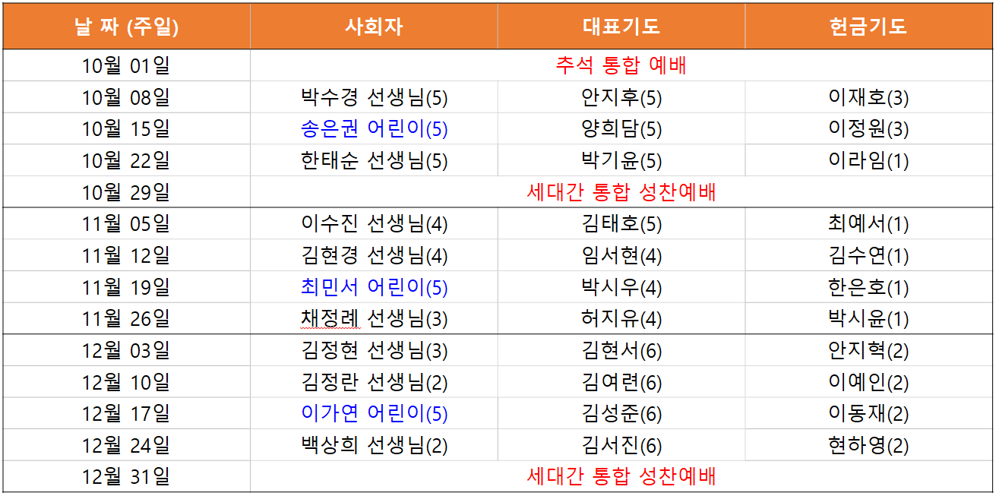 날 짜 (주일) 사회자 대표기도 헌금기도
10월 01일 추석 통합 예배
10월 08일 박수경 선생님(5) 안지후(5) 이재호(3)
10월 15일 송은권 어린이(5) 양희담(5) 이정원(3)
10월 22일 한태순 선생님(5) 박기윤(5) 이라임(1)
10월 29일 세대간 통합 성찬예배
11월 05일 이수진 선생님(4) 김태호(5) 최예서(1)
11월 12일 김현경 선생님(4) 임서현(4) 김수연(1)
11월 19일 최민서 어린이(5) 박시우(4) 한은호(1)
11월 26일 채정례 선생님(3) 허지유(4) 박시윤(1)
12월 03일 김정현 선생님(3) 김현서(6) 안지혁(2)
12월 10일 김정란 선생님(2) 김여련(6) 이예인(2)
12월 17일 이가연 어린이(5) 김성준(6) 이동재(2)
12월 24일 백상희 선생님(2) 김서진(6) 현하영(2)
12월 31일 세대간 통합 성찬예배